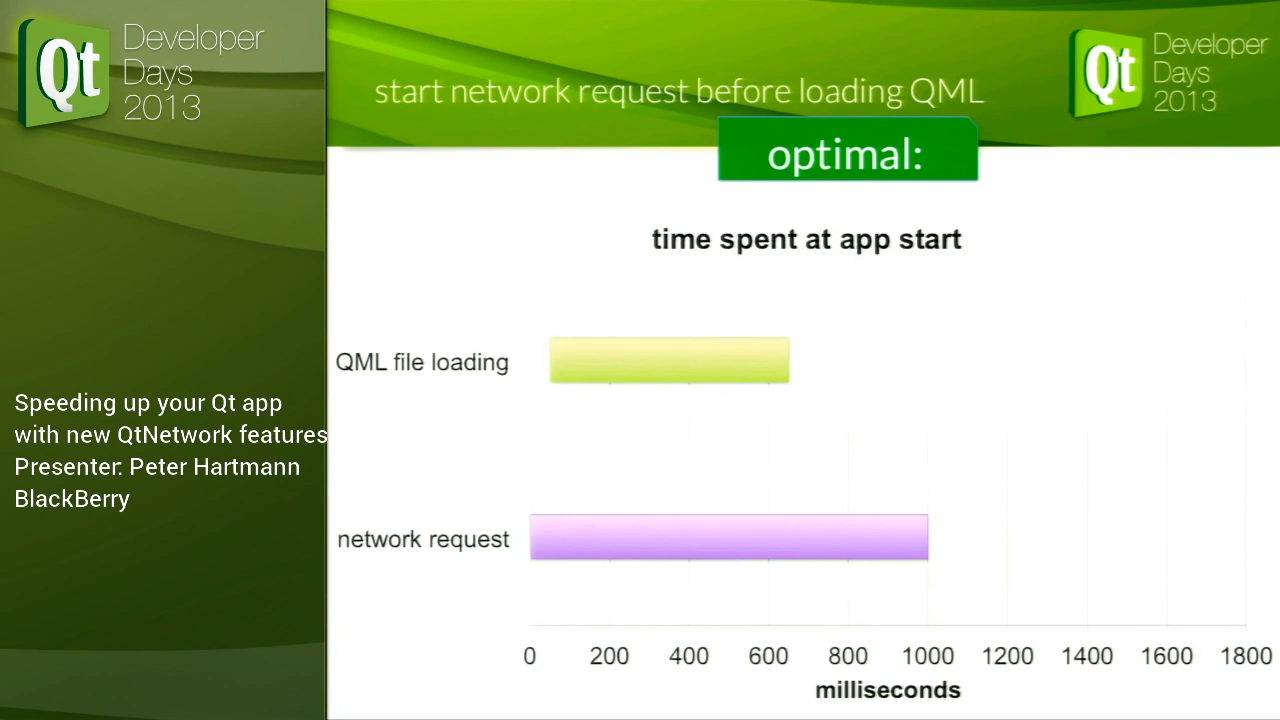 Qt Developer
Days
2013
start network request before loading QML
Qt Developer
Days
2013
optimal:
time spent at app start
QML file loading
network request
0 200 400 600 800 1000 1200 1400 1600 1800
milliseconds
Speeding up your Qt app
with new QtNetwork features
Presenter: Peter Hartmann
BlackBerry